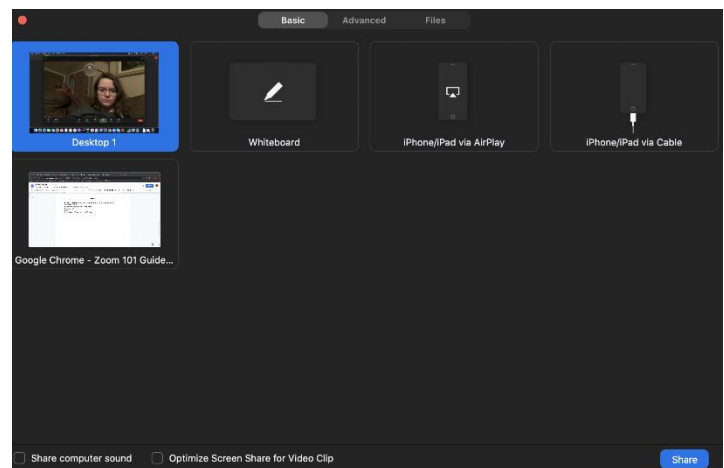 Basic Advanced Files
Desktop 1 Whiteboard iPhone/iPad via AirPlay iPhone/iPad via Cable
Google Chrome - Zoom 101 Guide...
Share computer sound Optimize Screen Share for Video Clip Share